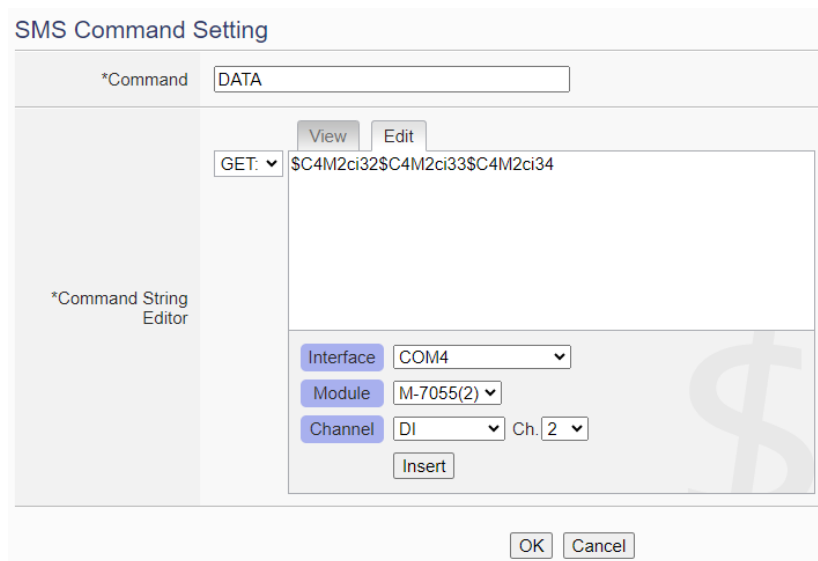 SMS Command Setting
*Command DATA
View Edit
GET: $C4M2ci32$C4M2ci33$C4M2ci34
*Command String
Editor
Interface COM4
Module M-7055(2)
Channel DI Ch. 2
Insert
$
OK Cancel